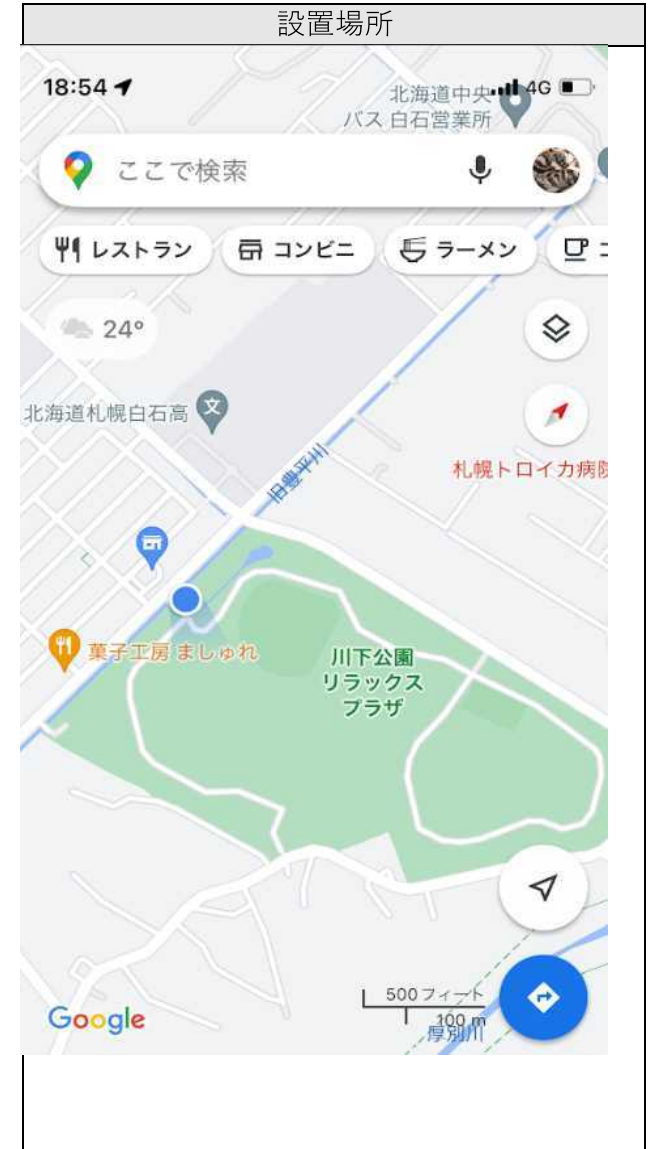 設置場所
18:54
4G
北海道中央
バス 白石営業所
ここで検索
レストラン
コンビニ
ラーメン
24°
文
北海道札幌白石高
旧豊平川
札幌トロイカ病院
菓子工房 ましゅれ
川下公園
リラックス
プラザ
500 フィート
100 m
厚別川
Google